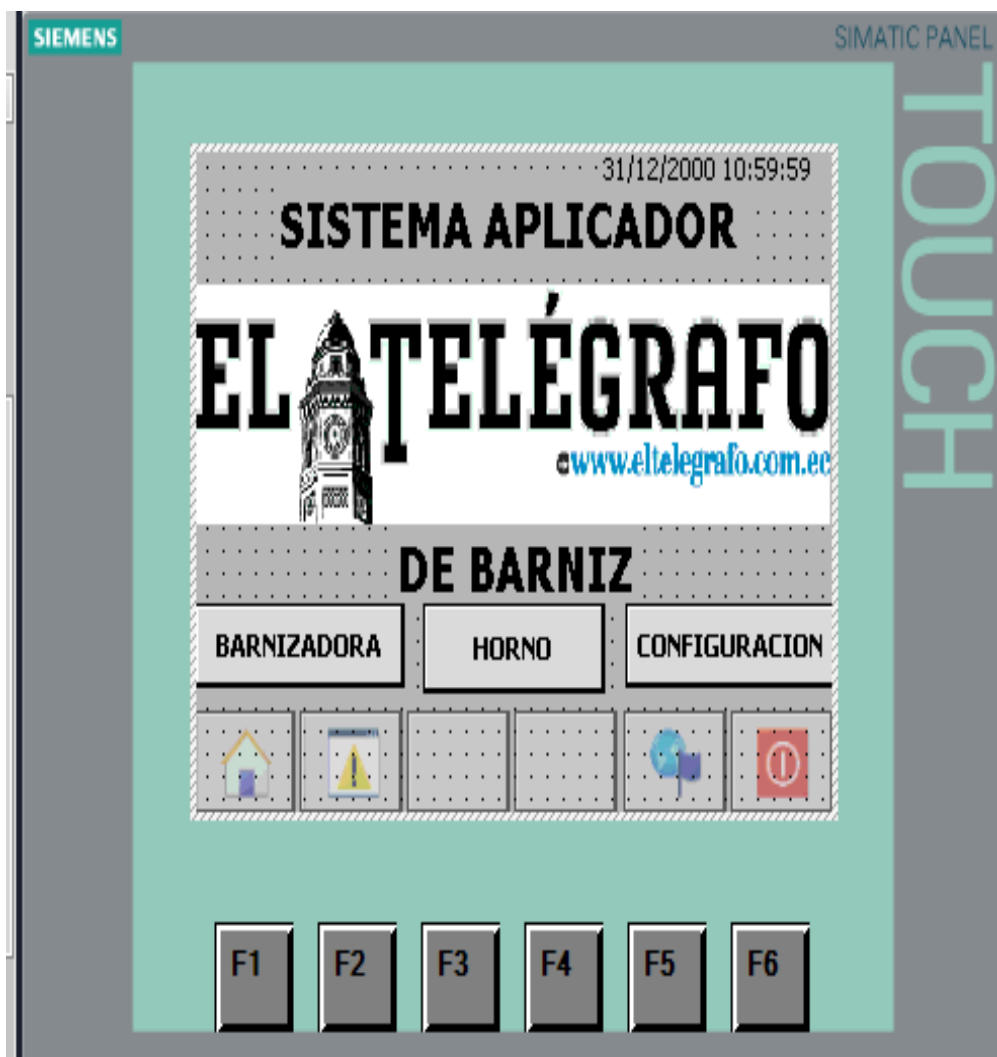 SIEMENS
SIMATIC PANEL
TOUCH
31/12/2000 10:59:59
SISTEMA APLICADOR
EL TELÉGRAFO
www.eltelegrafo.com.ec
DE BARNIZ
BARNIZADORA HORNO CONFIGURACION
F1 F2 F3 F4 F5 F6